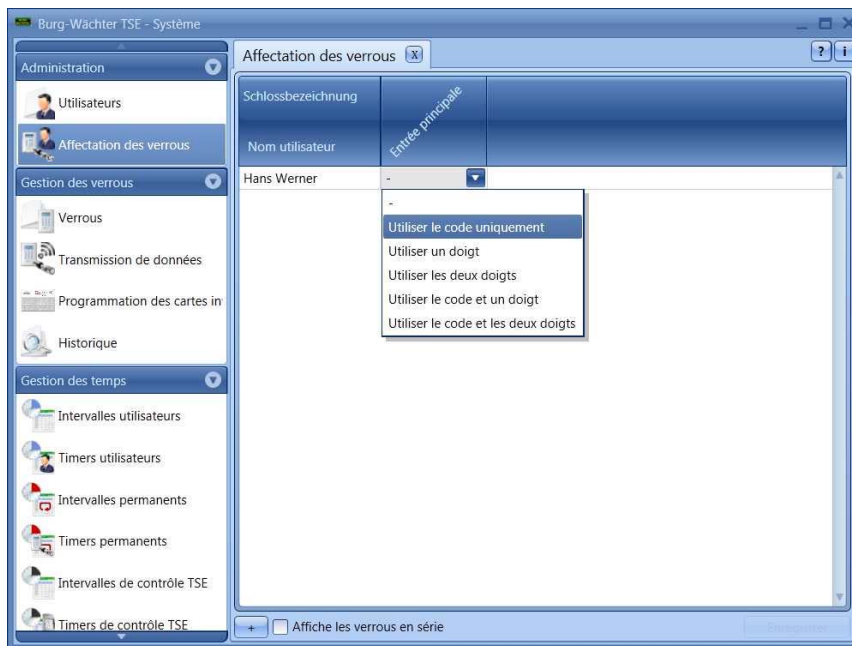 Burg-Wächter TSE - Système
Administration
Utilisateurs
Affectation des verrous
Gestion des verrous
Verrous
Transmission de données
Programmation des cartes in
Historique
Gestion des temps
Intervalles utilisateurs
Timers utilisateurs
Intervalles permanents
Timers permanents
Intervalles de contrôle TSE
Timers de contrôle TSE
Affectation des verrous X
? i
Schlossbezeichnung
Entrée principale
Nom utilisateur
Hans Werner -
-
Utiliser le code uniquement
Utiliser un doigt
Utiliser les deux doigts
Utiliser le code et un doigt
Utiliser le code et les deux doigts
+ Affiche les verrous en série
Enregistrer